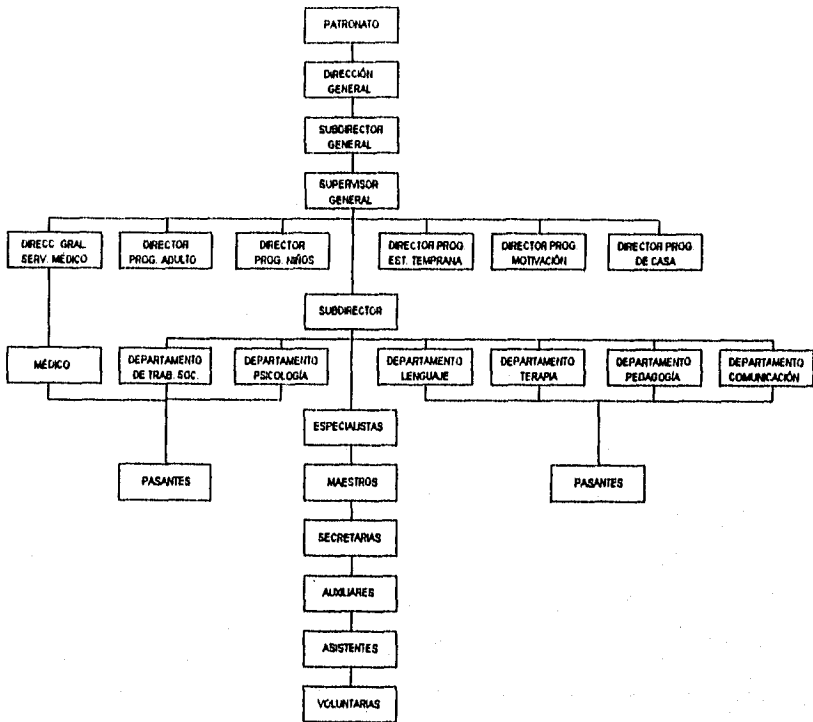 PATRONATO
DIRECCIÓN
GENERAL
SUBDIRECTOR
GENERAL
SUPERVISOR
GENERAL
DIRECC GRAL.
SERV. MÉDICO
DIRECTOR
PROG. ADULTO
DIRECTOR
PROG. NIÑOS
DIRECTOR PROG
EST. TEMPRANA
DIRECTOR PROG
MOTIVACIÓN
DIRECTOR PROG
DE CASA
SUBDIRECTOR
MÉDICO
DEPARTAMENTO
DE TRAB. SOC.
DEPARTAMENTO
PSICOLOGÍA
DEPARTAMENTO
LENGUAJE
DEPARTAMENTO
TERAPIA
DEPARTAMENTO
PEDAGOGÍA
DEPARTAMENTO
COMUNICACIÓN
ESPECIALISTAS
PASANTES
MAESTROS
PASANTES
SECRETARIAS
AUXILIARES
ASISTENTES
VOLUNTARIAS